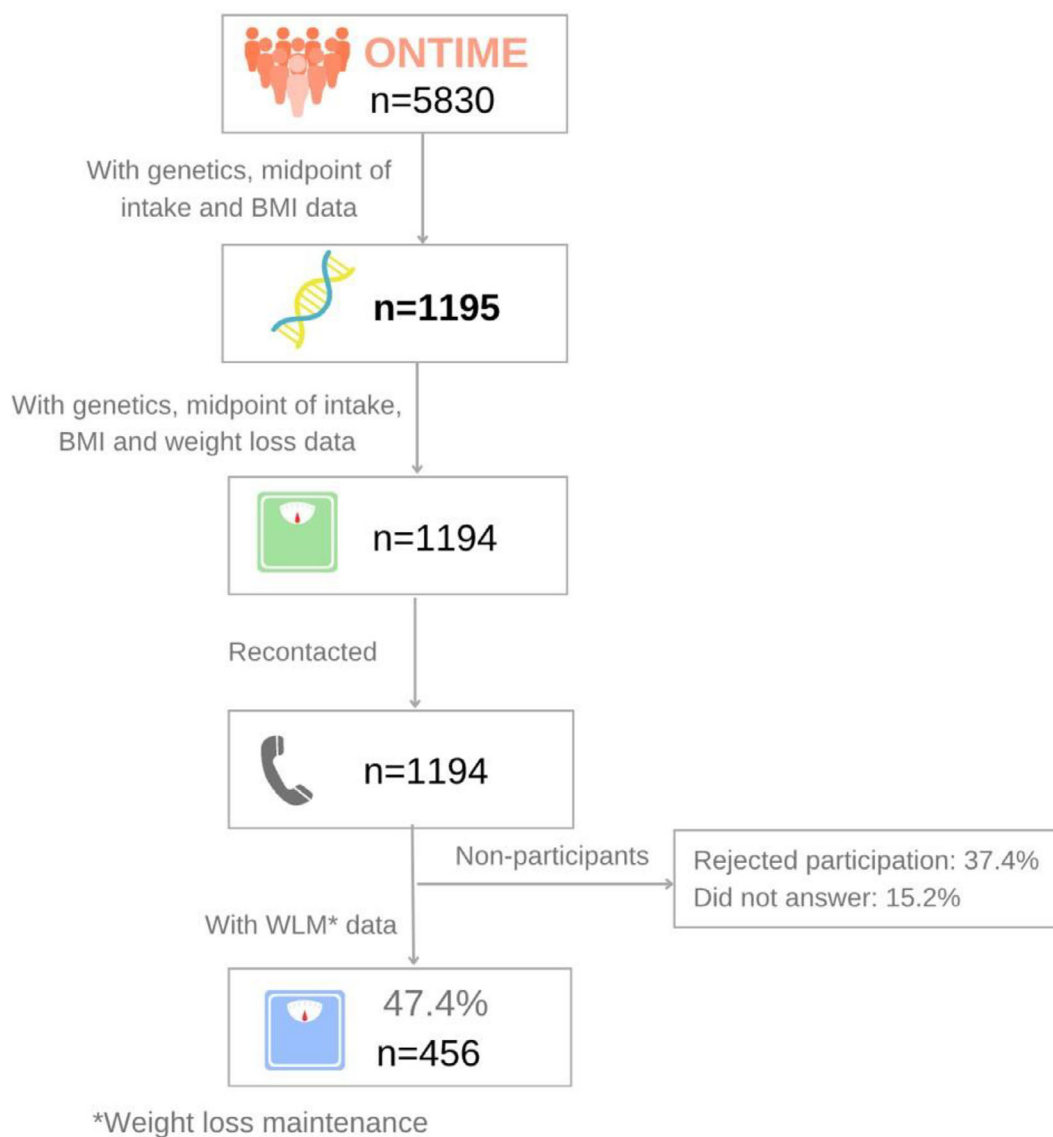 ONTIME
n=5830
With genetics, midpoint of
intake and BMI data
n=1195
With genetics, midpoint of intake,
BMI and weight loss data
n=1194
Recontacted
n=1194
Non-participants
Rejected participation: 37.4%
Did not answer: 15.2%
With WLM* data
47.4%
n=456
*Weight loss maintenance